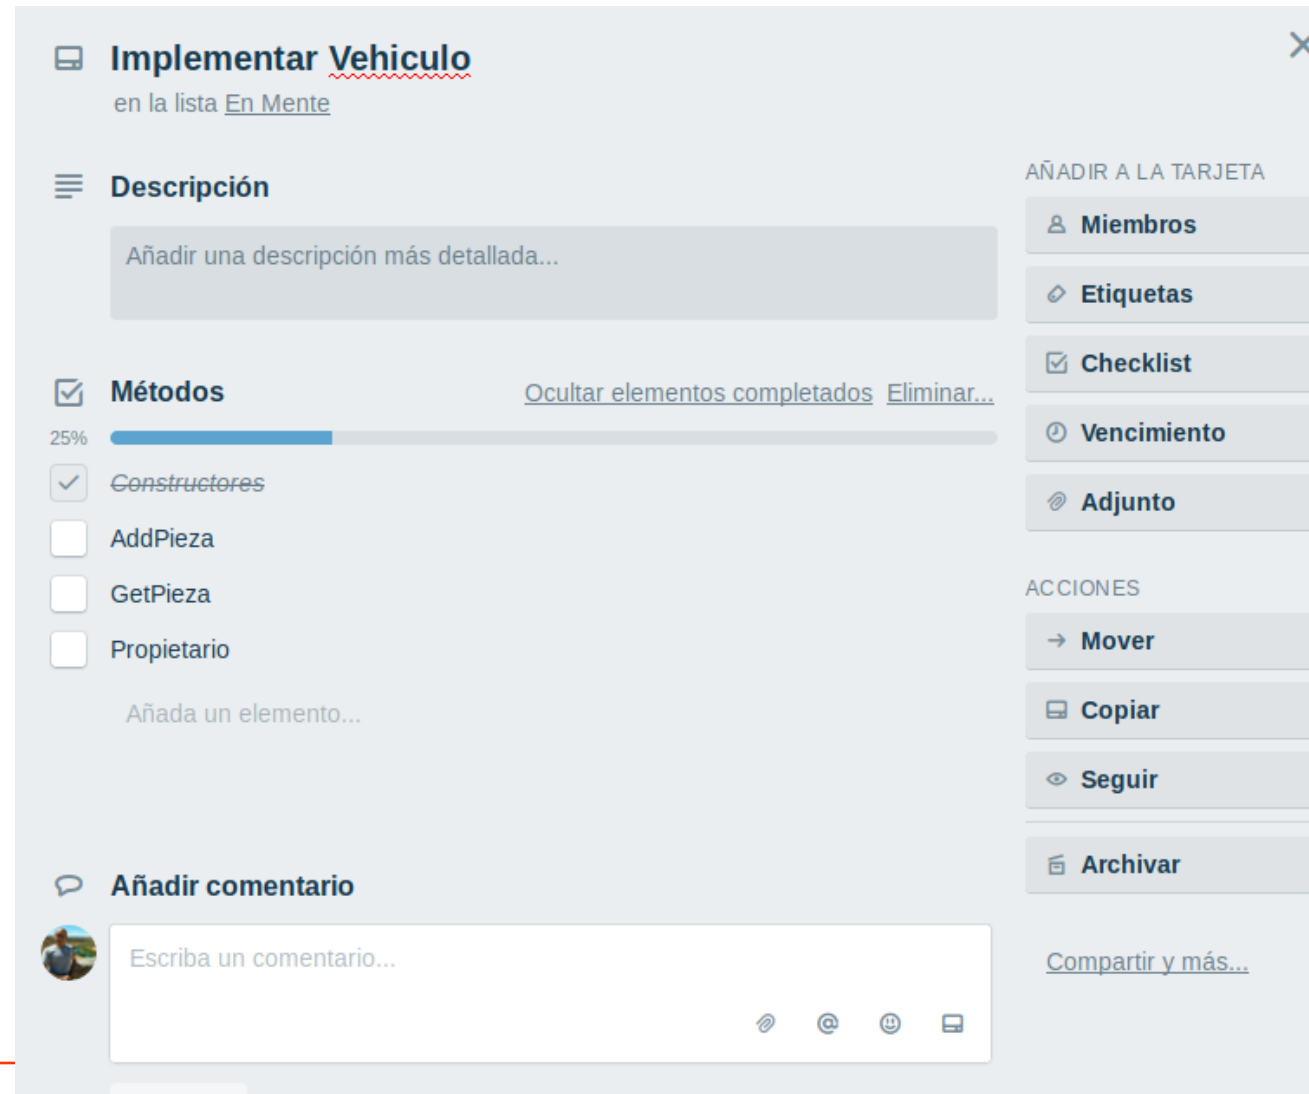 Implementar Vehiculo
en la lista En Mente
Descripción
Añadir una descripción más detallada...
Métodos
Ocultar elementos completados Eliminar...
25%
Constructores
AddPieza
GetPieza
Propietario
Añada un elemento...
Añadir comentario
Escriba un comentario...
AÑADIR A LA TARJETA
Miembros
Etiquetas
Checklist
Vencimiento
Adjunto
ACCIONES
Mover
Copiar
Seguir
Archivar
Compartir y más...